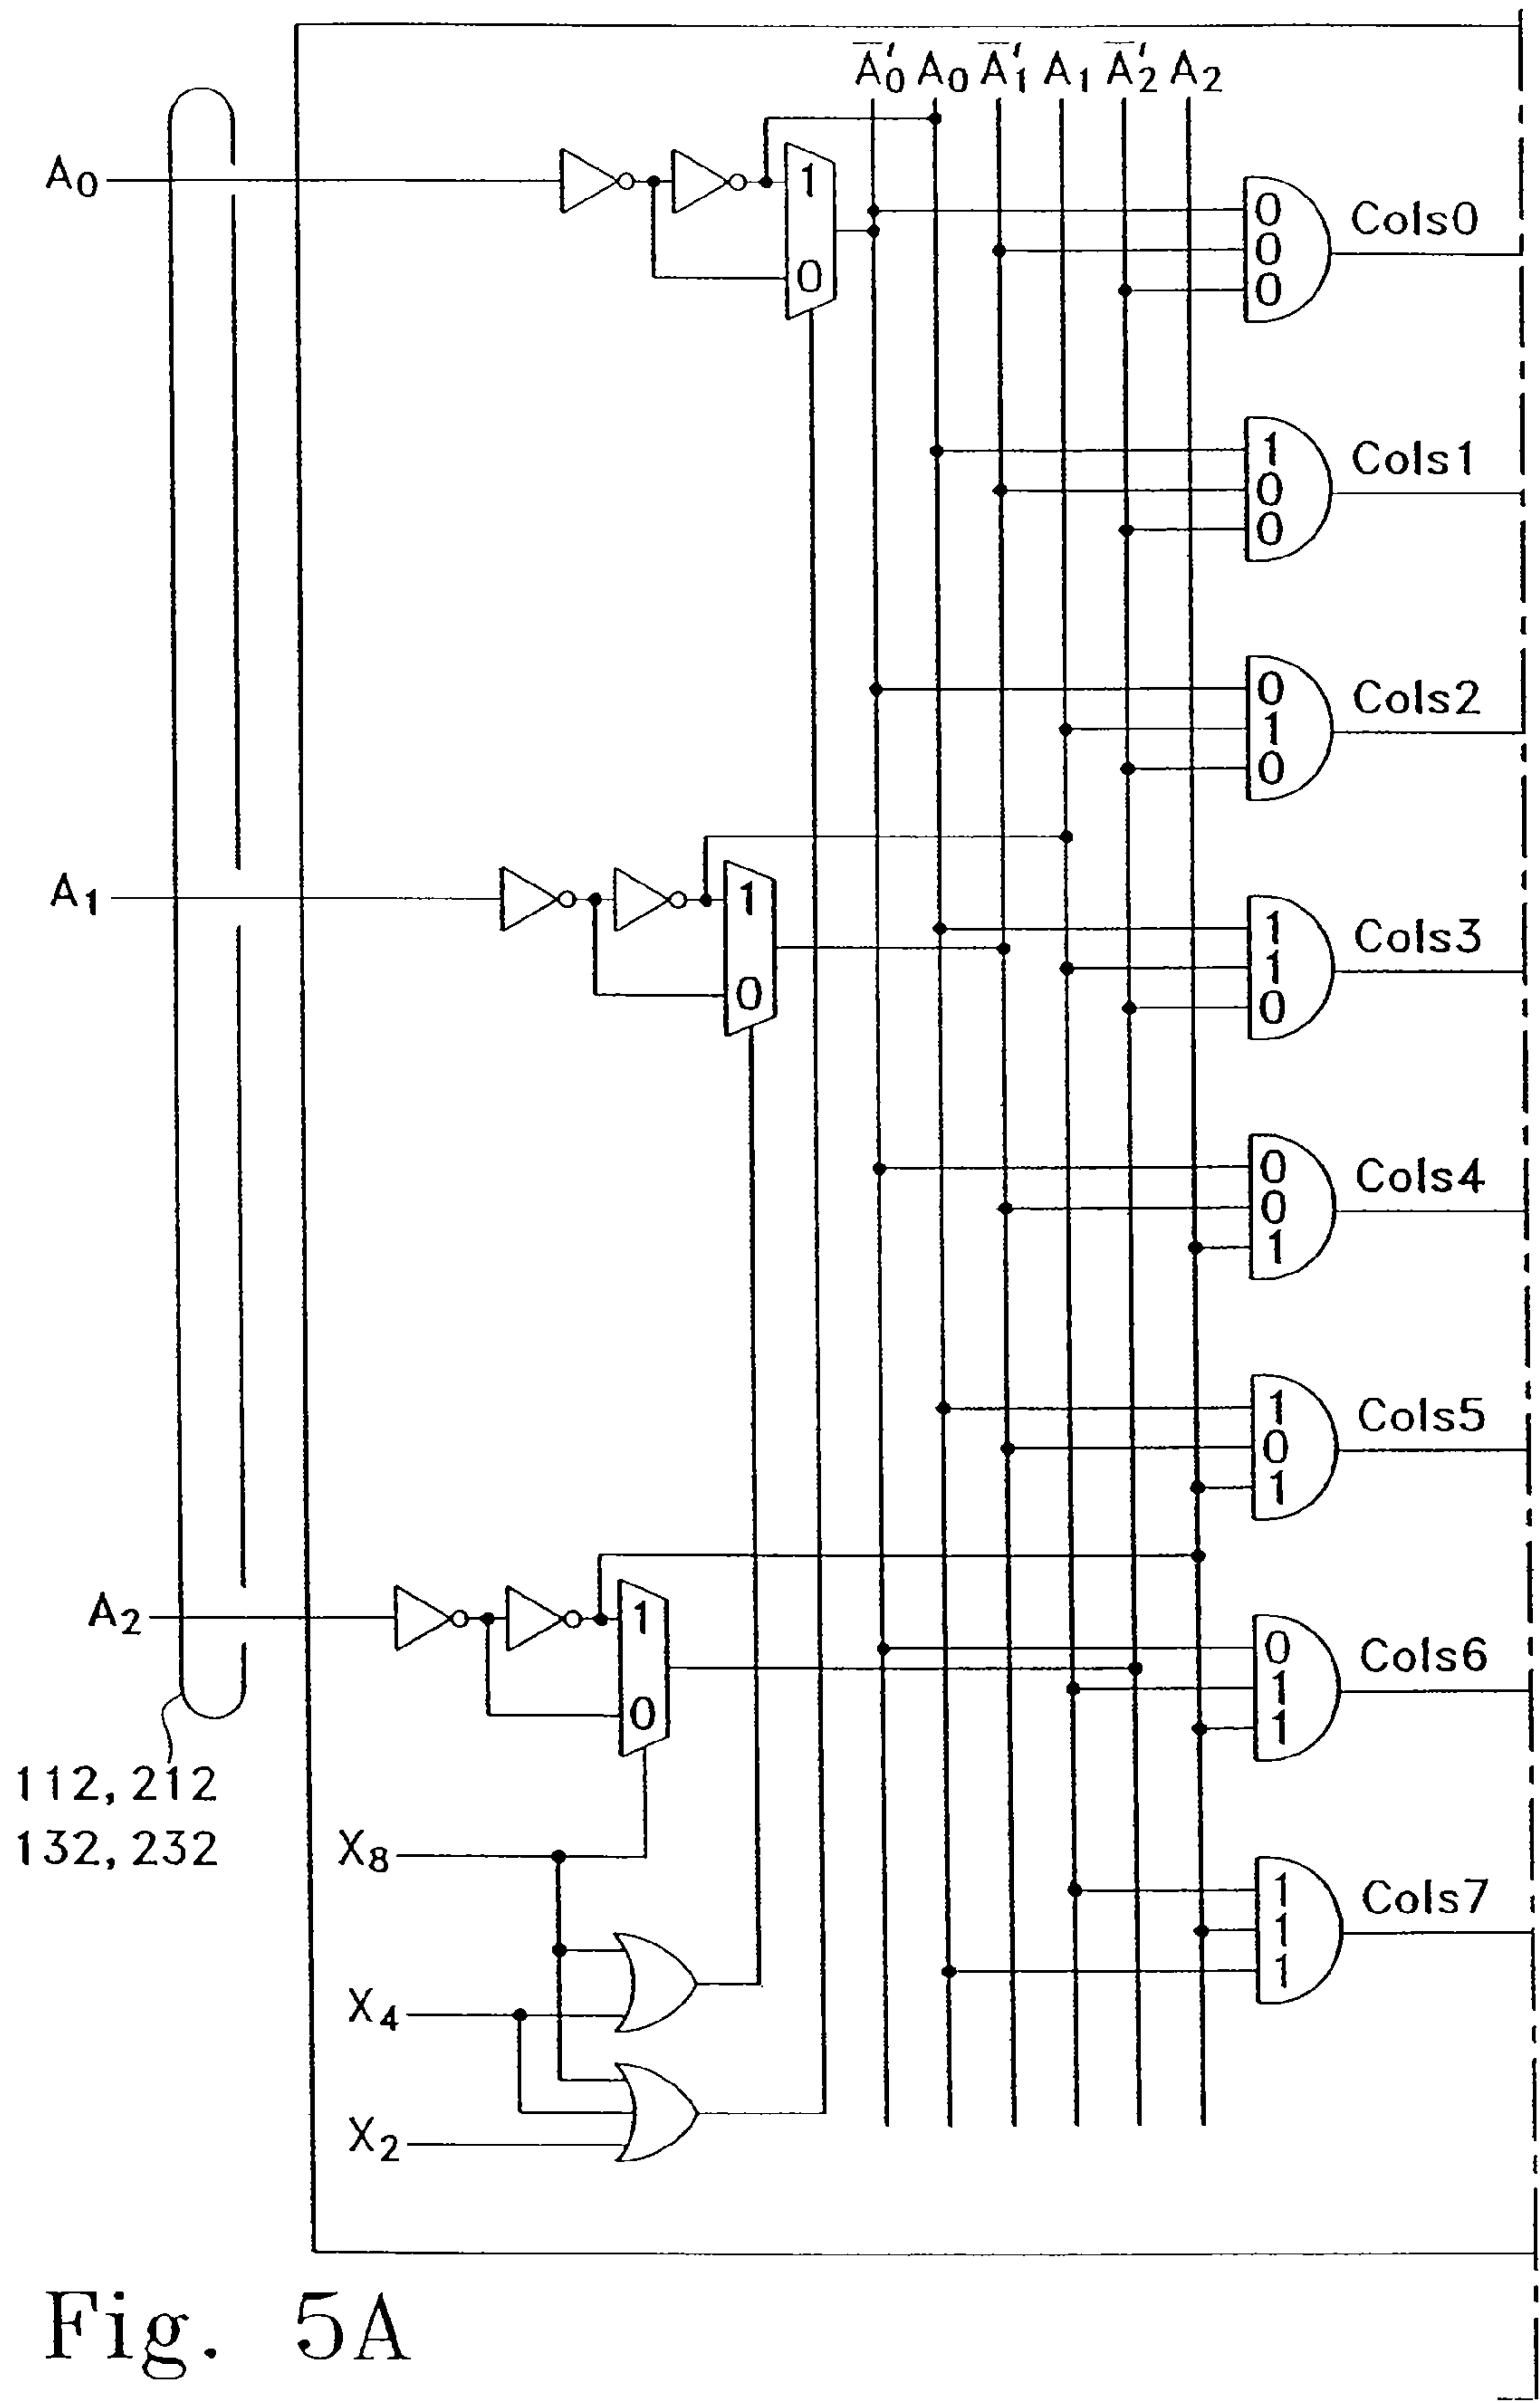 A̅′₀ A₀ A̅′₁ A₁ A̅′₂ A₂
A₀
1
0
0
0
0
Cols0
1
0
0
Cols1
0
1
0
Cols2
A₁
1
0
1
1
0
Cols3
0
0
1
Cols4
1
0
1
Cols5
A₂
1
0
0
1
1
Cols6
112, 212
132, 232
X₈
1
1
1
Cols7
X₄
X₂
Fig. 5A